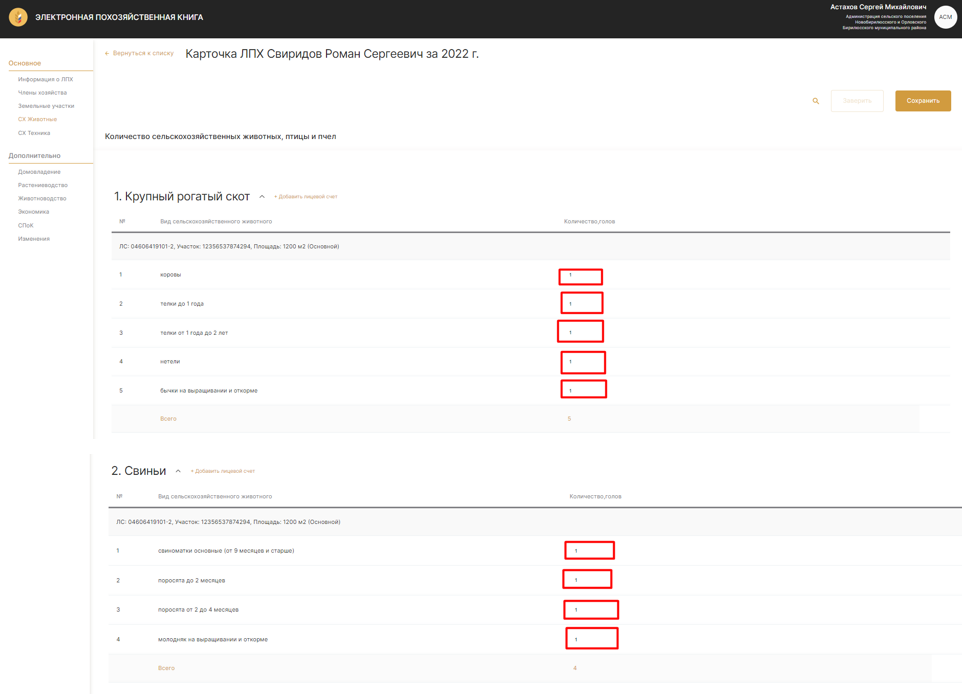 ЭЛЕКТРОННАЯ ПОХОЗЯЙСТВЕННАЯ КНИГА
Астахов Сергей Михайлович
Администрация сельского поселения
Новобирилюсского и Орловского
Бирилюсского муниципального района
АСМ
Основное
Информация о ЛПХ
Члены хозяйства
Земельные участки
СХ Животные
СХ Техника
Дополнительно
Домовладение
Растениеводство
Животноводство
Экономика
СПоК
Изменения
← Вернуться к списку
Карточка ЛПХ Свиридов Роман Сергеевич за 2022 г.
Заверить
Сохранить
Количество сельскохозяйственных животных, птицы и пчел
1. Крупный рогатый скот
+ Добавить лицевой счет
№ Вид сельскохозяйственного животного Количество,голов
ЛС: 04606419101-2, Участок: 12356537874294, Площадь: 1200 м2 (Основной)
1 коровы 1
2 телки до 1 года 1
3 телки от 1 года до 2 лет 1
4 нетели 1
5 бычки на выращивании и откорме 1
Всего 5
2. Свиньи
+ Добавить лицевой счет
№ Вид сельскохозяйственного животного Количество,голов
ЛС: 04606419101-2, Участок: 12356537874294, Площадь: 1200 м2 (Основной)
1 свиноматки основные (от 9 месяцев и старше) 1
2 поросята до 2 месяцев 1
3 поросята от 2 до 4 месяцев 1
4 молодняк на выращивании и откорме 1
Всего 4